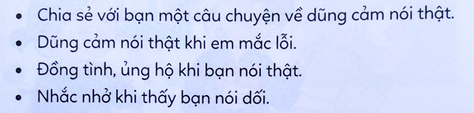 • Chia sẻ với bạn một câu chuyện về dũng cảm nói thật.
• Dũng cảm nói thật khi em mắc lỗi.
• Đồng tình, ủng hộ khi bạn nói thật.
• Nhắc nhở khi thấy bạn nói dối.